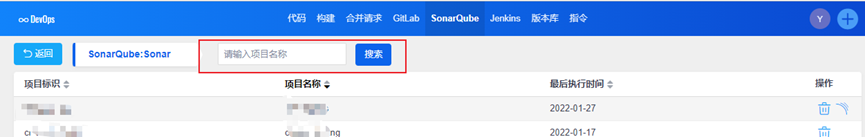 DevOps 代码 构建 合并请求 GitLab SonarQube Jenkins 版本库 指令 Y
返回 SonarQube:Sonar 请输入项目名称 搜索
项目标识 项目名称 最后执行时间 操作
2022-01-27
2022-01-17